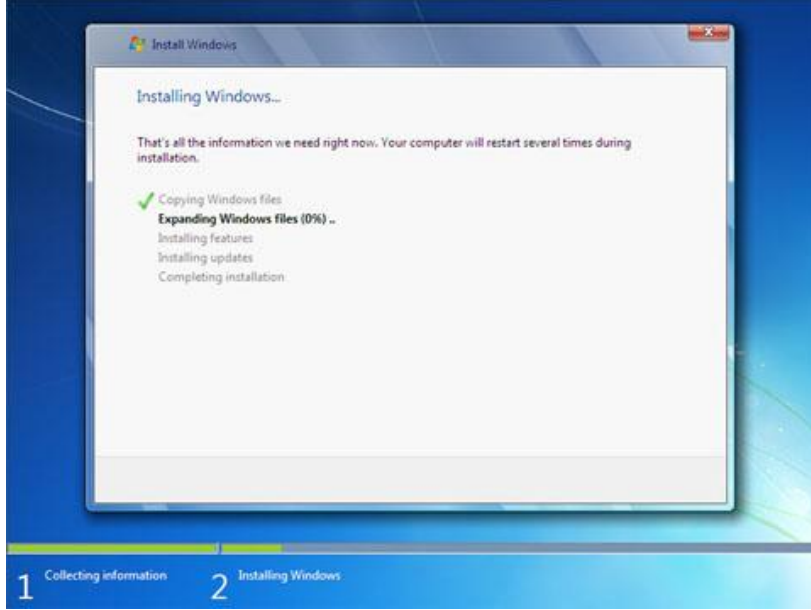 Install Windows
Installing Windows...
That's all the information we need right now. Your computer will restart several times during
installation.
Copying Windows files
Expanding Windows files (0%) ..
Installing features
Installing updates
Completing installation
1 Collecting information
2 Installing Windows